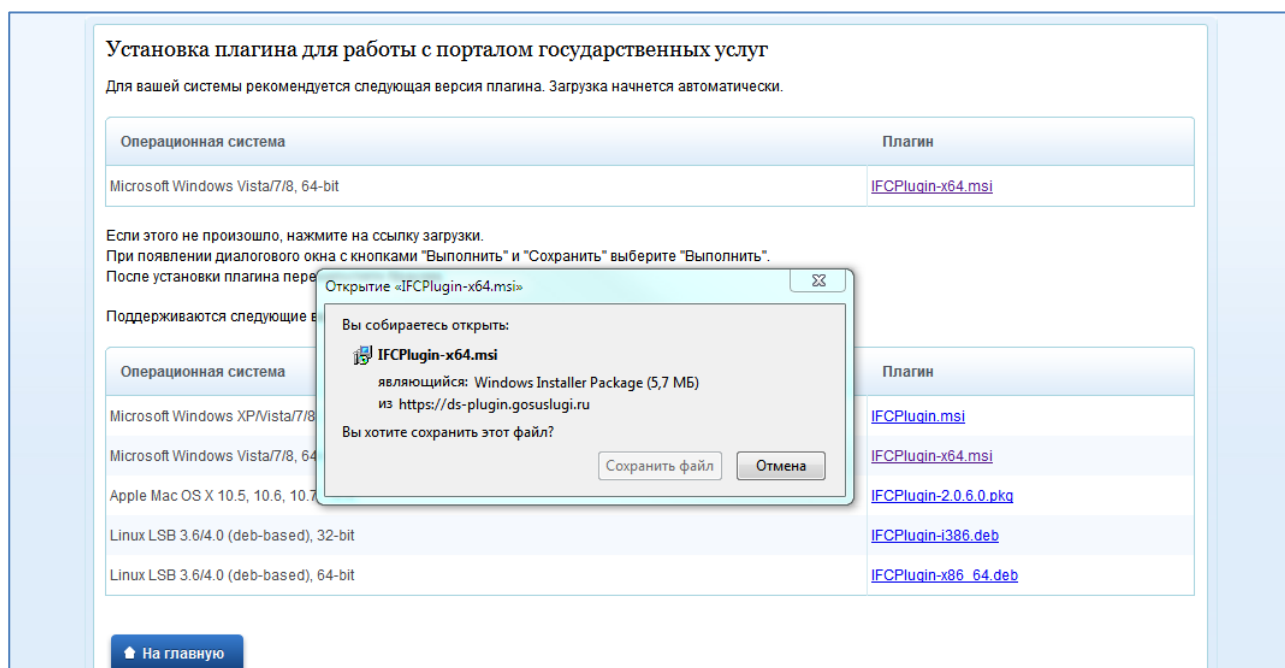 Установка плагина для работы с порталом государственных услуг
Для вашей системы рекомендуется следующая версия плагина. Загрузка начнется автоматически.
Операционная система Плагин
Microsoft Windows Vista/7/8, 64-bit IFCPlugin-x64.msi
Если этого не произошло, нажмите на ссылку загрузки.
При появлении диалогового окна с кнопками "Выполнить" и "Сохранить" выберите "Выполнить".
После установки плагина пере
Открытие «IFCPlugin-x64.msi»
Вы собираетесь открыть:
IFCPlugin-x64.msi
являющийся: Windows Installer Package (5,7 МБ)
из https://ds-plugin.gosuslugi.ru
Вы хотите сохранить этот файл?
Сохранить файл Отмена
Поддерживаются следующие в
Операционная система Плагин
Microsoft Windows XP/Vista/7/8 IFCPlugin.msi
Microsoft Windows Vista/7/8, 64 IFCPlugin-x64.msi
Apple Mac OS X 10.5, 10.6, 10.7 IFCPlugin-2.0.6.0.pkg
Linux LSB 3.6/4.0 (deb-based), 32-bit IFCPlugin-i386.deb
Linux LSB 3.6/4.0 (deb-based), 64-bit IFCPlugin-x86_64.deb
На главную